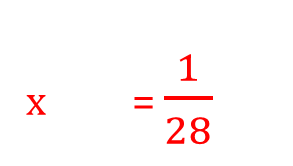 x = 1/28